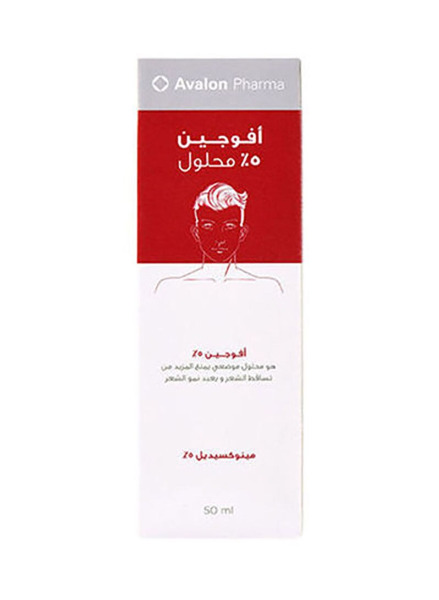 Avalon Pharma
أفوجين
٥٪ محلول
أفوجين ٥٪
هو محلول موضعي يمنع المزيد من
تساقط الشعر و يعيد نمو الشعر
مينوكسيديل ٥٪
50 ml